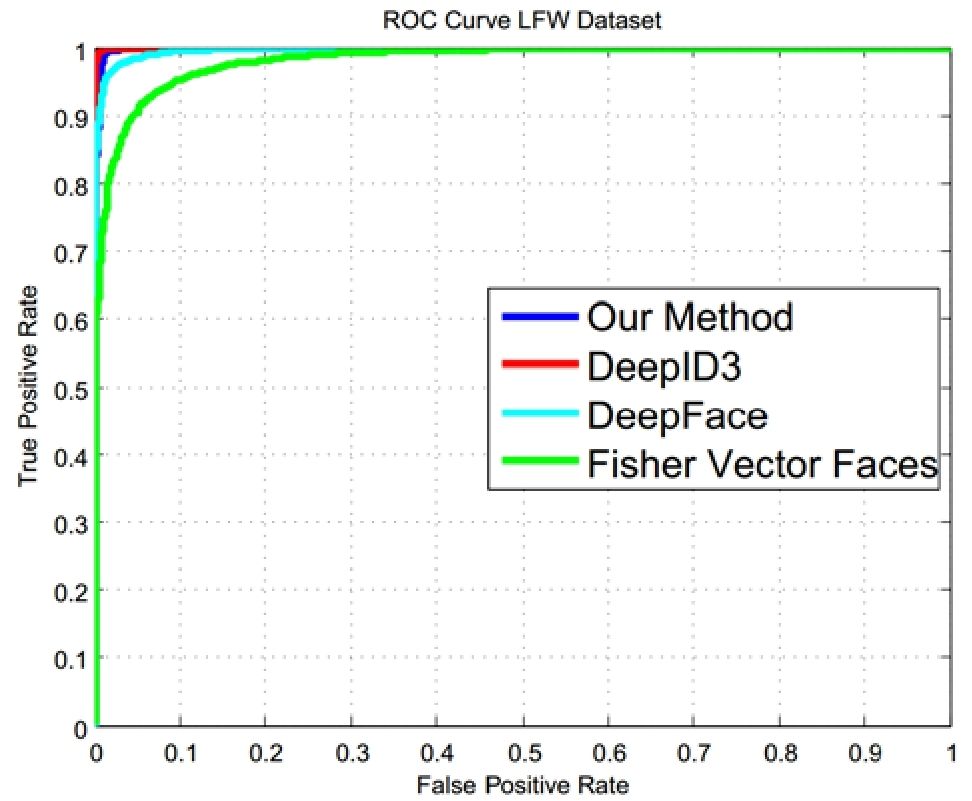 ROC Curve LFW Dataset
True Positive Rate
1
0.9
0.8
0.7
0.6
0.5
0.4
0.3
0.2
0.1
0
Our Method
DeepID3
DeepFace
Fisher Vector Faces
0 0.1 0.2 0.3 0.4 0.5 0.6 0.7 0.8 0.9 1
False Positive Rate